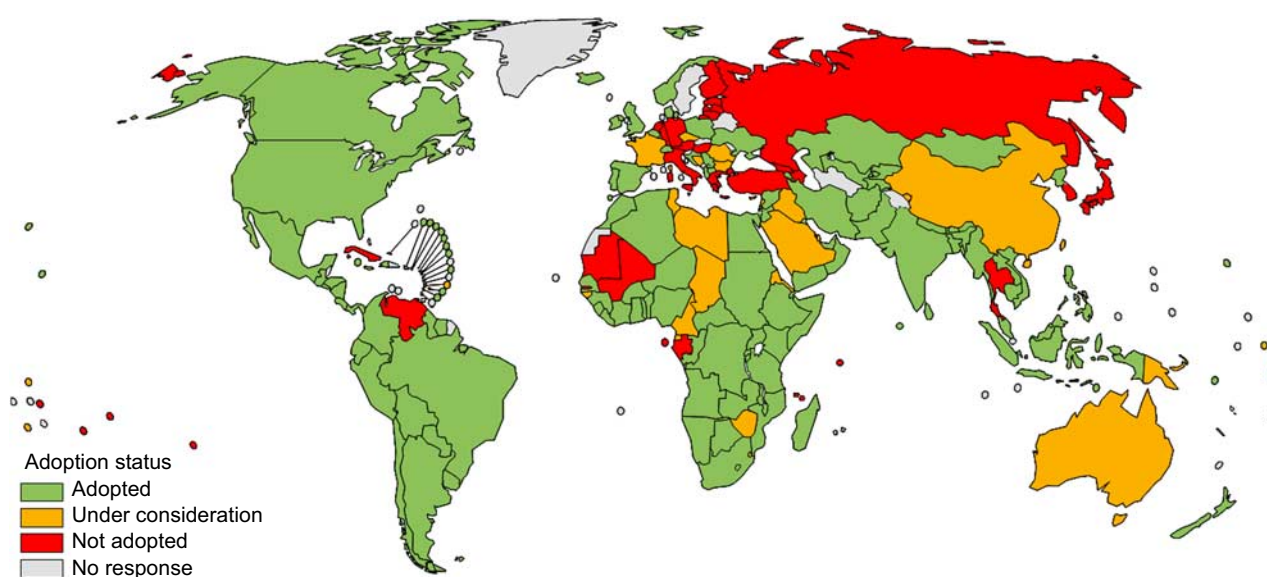 Adoption status
Adopted
Under consideration
Not adopted
No response